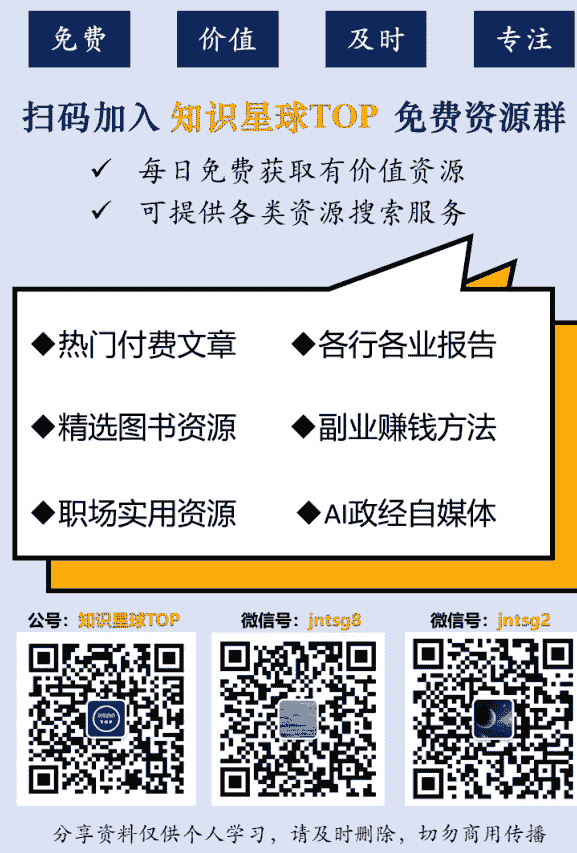 免费 价值 及时 专注
扫码加入 知识星球TOP 免费资源群
✓ 每日免费获取有价值资源
✓ 可提供各类资源搜索服务
◆热门付费文章 ◆各行各业报告
◆精选图书资源 ◆副业赚钱方法
◆职场实用资源 ◆AI政经自媒体
公号：知识星球TOP 微信号：jntsg8 微信号：jntsg2
分享资料仅供个人学习，请及时删除，切勿商用传播